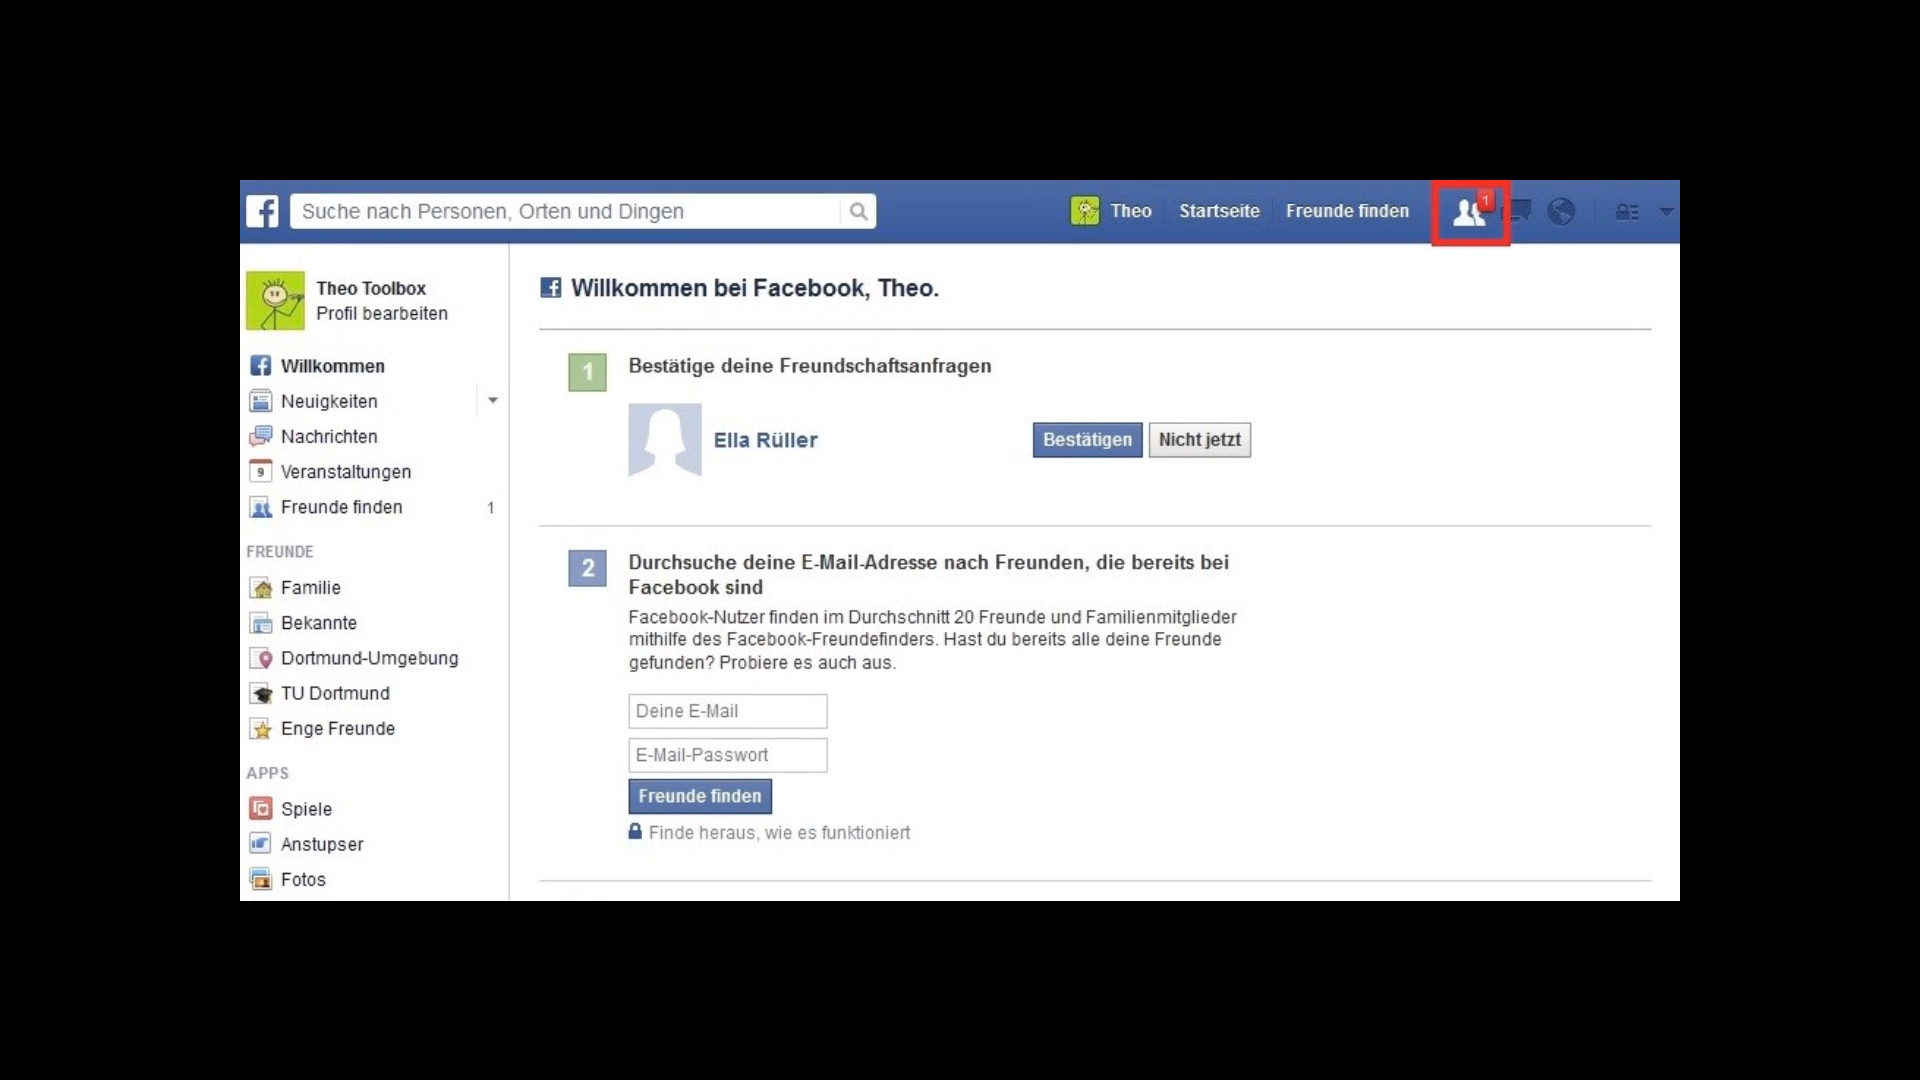 Suche nach Personen, Orten und Dingen
Theo
Startseite
Freunde finden
1
Theo Toolbox
Profil bearbeiten
Willkommen
Neuigkeiten
Nachrichten
9
Veranstaltungen
Freunde finden 1
FREUNDE
Familie
Bekannte
Dortmund-Umgebung
TU Dortmund
Enge Freunde
APPS
Spiele
Anstupser
Fotos
Willkommen bei Facebook, Theo.
1
Bestätige deine Freundschaftsanfragen
Ella Rüller
Bestätigen
Nicht jetzt
2
Durchsuche deine E-Mail-Adresse nach Freunden, die bereits bei
Facebook sind
Facebook-Nutzer finden im Durchschnitt 20 Freunde und Familienmitglieder
mithilfe des Facebook-Freundefinders. Hast du bereits alle deine Freunde
gefunden? Probiere es auch aus.
Deine E-Mail
E-Mail-Passwort
Freunde finden
Finde heraus, wie es funktioniert